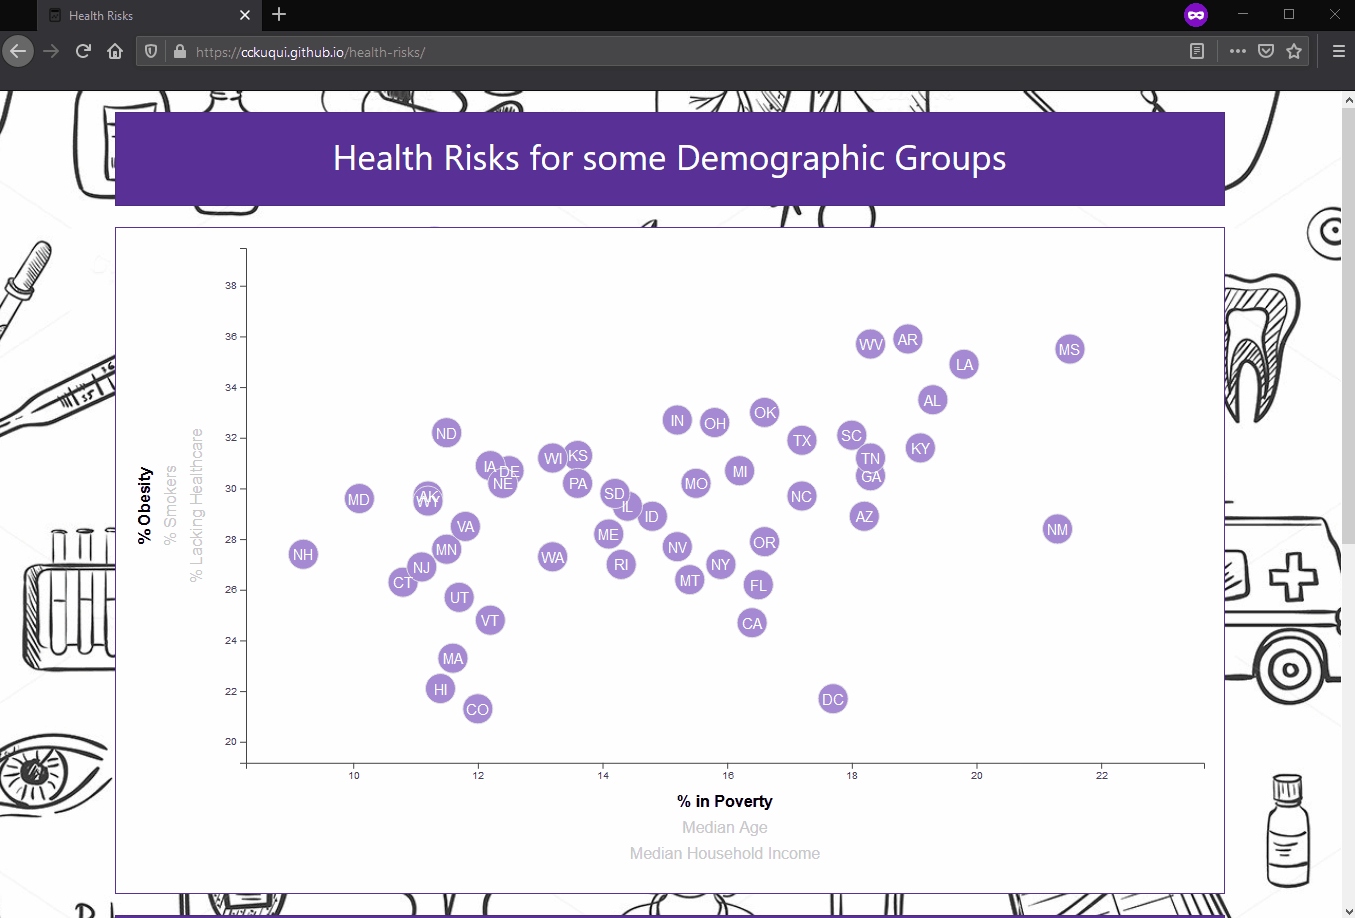 Health Risks
https://cckuqui.github.io/health-risks/
Health Risks for some Demographic Groups
38
36
34
32
30
28
26
24
22
20
% Obesity
% Smokers
% Lacking Healthcare
WV
AR
MS
LA
AL
OK
IN
OH
ND
TX
SC
KY
WI
KS
TN
IA
DE
MI
GA
NE
PA
MO
SD
MD
AK
WY
NC
IL
ID
AZ
VA
NM
ME
OR
MN
NV
NH
WA
NJ
RI
NY
CT
MT
FL
UT
VT
CA
MA
HI
DC
CO
10
12
14
16
18
20
22
% in Poverty
Median Age
Median Household Income